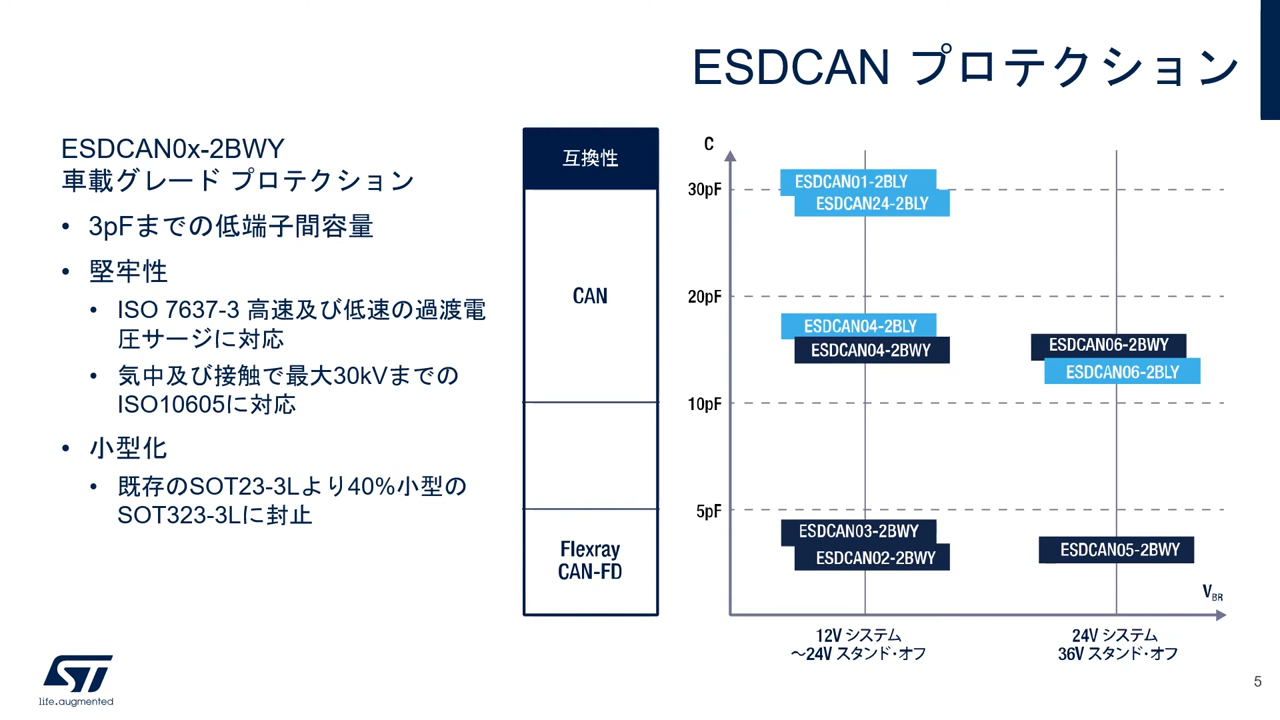 ESDCAN プロテクション
ESDCAN0x-2BWY
車載グレード プロテクション
• 3pFまでの低端子間容量
• 堅牢性
• ISO 7637-3 高速及び低速の過渡電
圧サージに対応
• 気中及び接触で最大30kVまでの
ISO10605に対応
• 小型化
• 既存のSOT23-3Lより40%小型の
SOT323-3Lに封止
互換性
CAN
Flexray
CAN-FD
C
30pF
20pF
10pF
5pF
ESDCAN01-2BLY
ESDCAN24-2BLY
ESDCAN04-2BLY
ESDCAN04-2BWY
ESDCAN06-2BWY
ESDCAN06-2BLY
ESDCAN03-2BWY
ESDCAN02-2BWY
ESDCAN05-2BWY
VBR
12V システム
～24V スタンド・オフ
24V システム
36V スタンド・オフ
ST
life.augmented
5